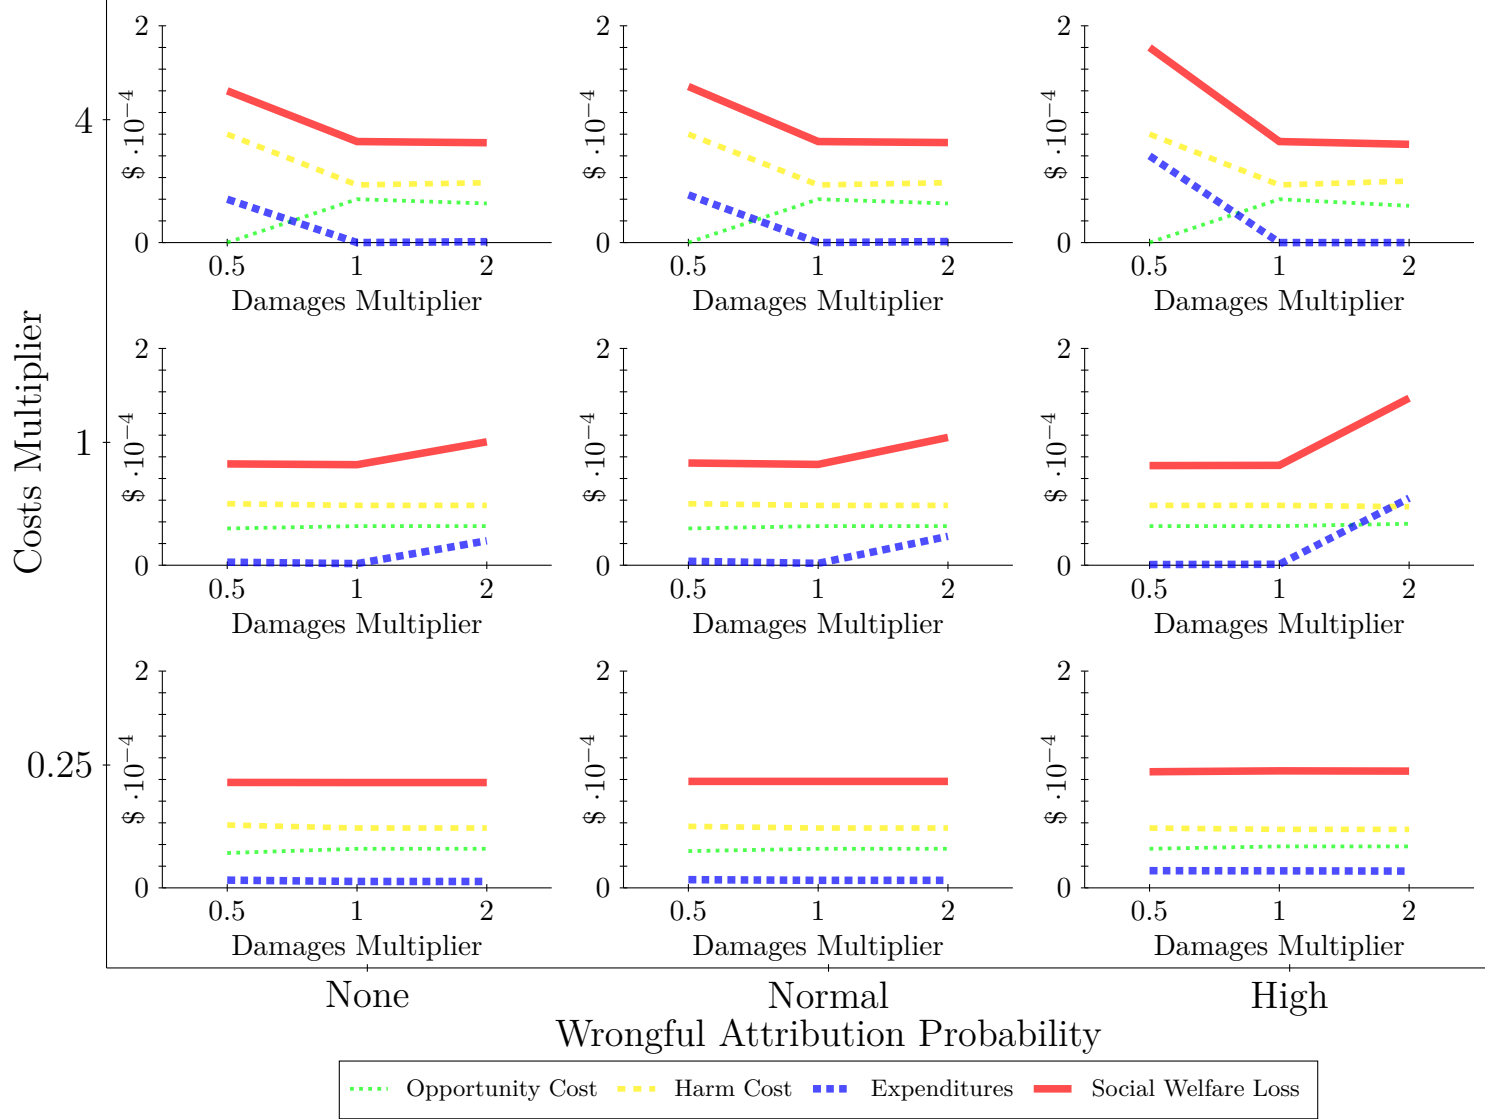 2
$ ·10−4
0
0.5 1 2
Damages Multiplier
2
$ ·10−4
0
0.5 1 2
Damages Multiplier
2
$ ·10−4
0
0.5 1 2
Damages Multiplier
4
2
$ ·10−4
0
0.5 1 2
Damages Multiplier
2
$ ·10−4
0
0.5 1 2
Damages Multiplier
2
$ ·10−4
0
0.5 1 2
Damages Multiplier
1
Costs Multiplier
2
$ ·10−4
0
0.5 1 2
Damages Multiplier
2
$ ·10−4
0
0.5 1 2
Damages Multiplier
2
$ ·10−4
0
0.5 1 2
Damages Multiplier
0.25
None Normal High
Wrongful Attribution Probability
Opportunity Cost Harm Cost Expenditures Social Welfare Loss